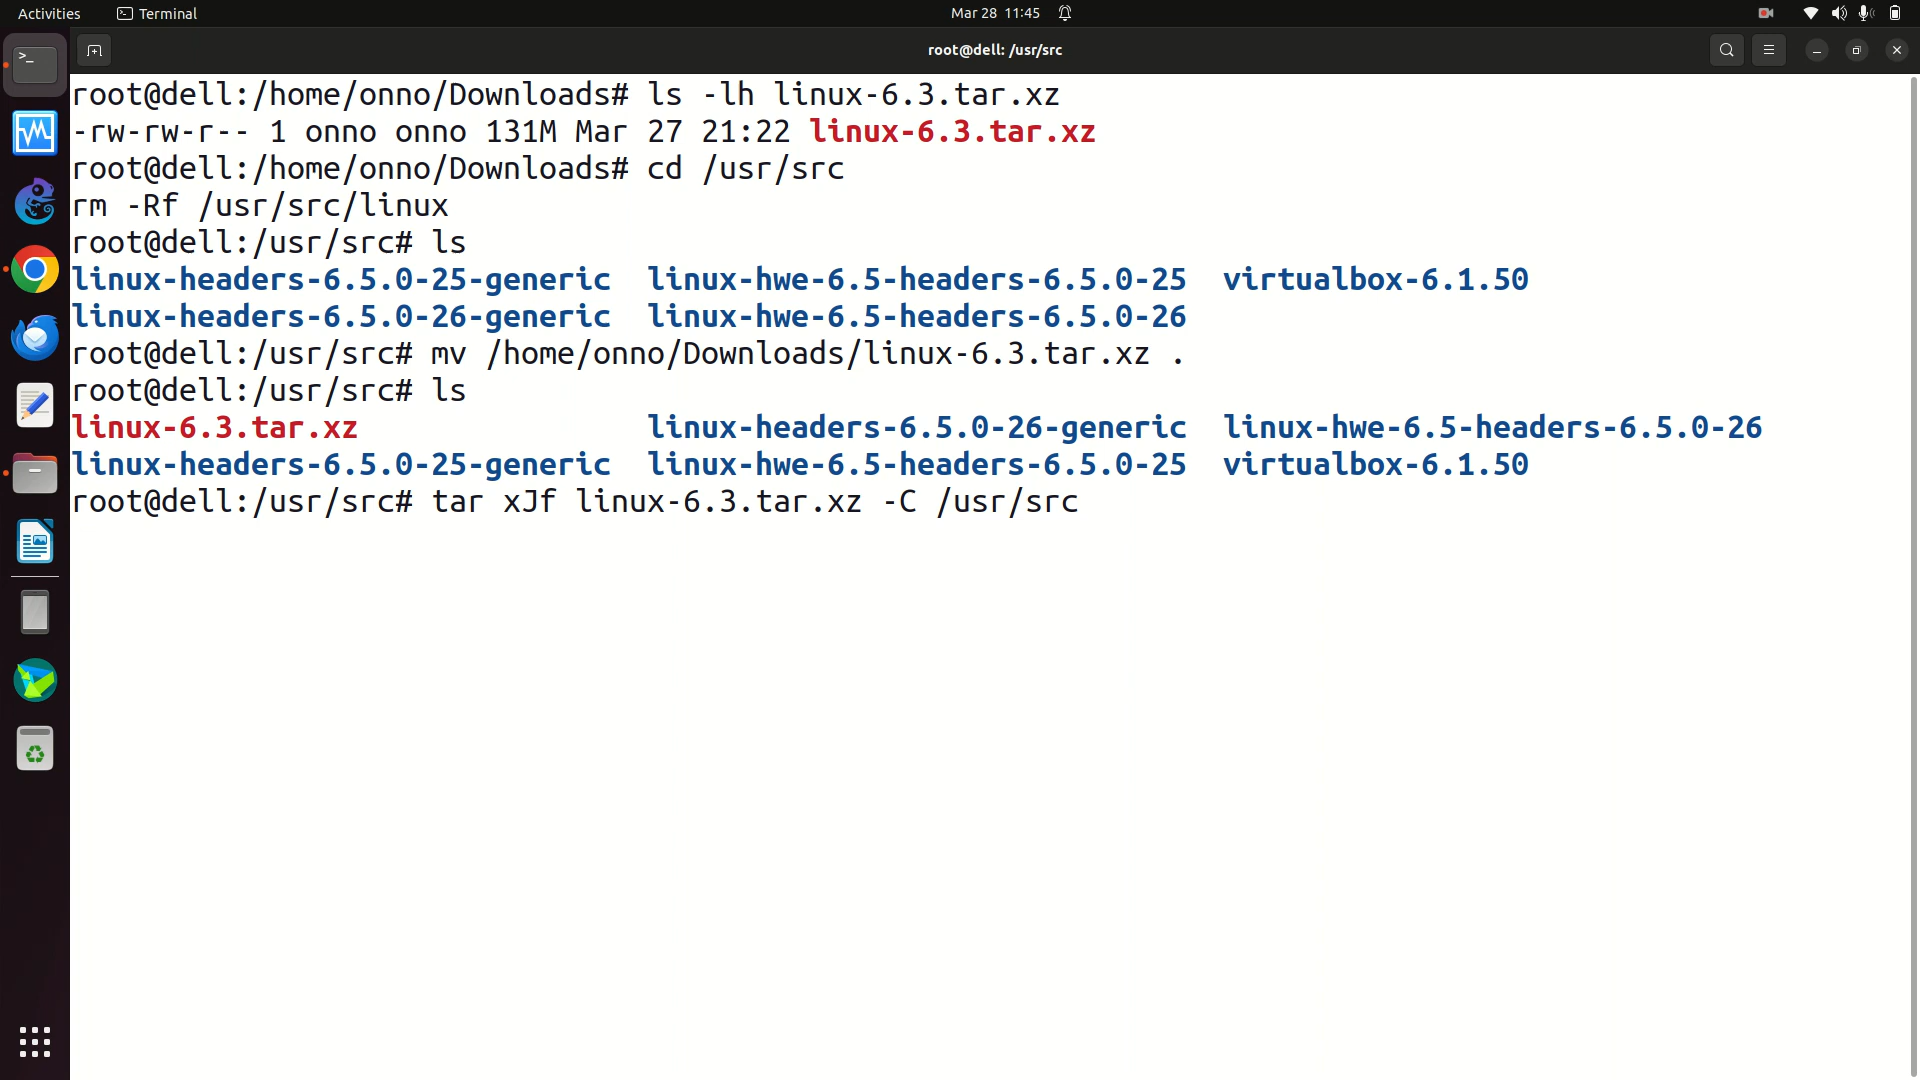 Activities Terminal Mar 28 11:45
root@dell: /usr/src
root@dell:/home/onno/Downloads# ls -lh linux-6.3.tar.xz
-rw-rw-r-- 1 onno onno 131M Mar 27 21:22 linux-6.3.tar.xz
root@dell:/home/onno/Downloads# cd /usr/src
rm -Rf /usr/src/linux
root@dell:/usr/src# ls
linux-headers-6.5.0-25-generic linux-hwe-6.5-headers-6.5.0-25 virtualbox-6.1.50
linux-headers-6.5.0-26-generic linux-hwe-6.5-headers-6.5.0-26
root@dell:/usr/src# mv /home/onno/Downloads/linux-6.3.tar.xz .
root@dell:/usr/src# ls
linux-6.3.tar.xz linux-headers-6.5.0-26-generic linux-hwe-6.5-headers-6.5.0-26
linux-headers-6.5.0-25-generic linux-hwe-6.5-headers-6.5.0-25 virtualbox-6.1.50
root@dell:/usr/src# tar xJf linux-6.3.tar.xz -C /usr/src